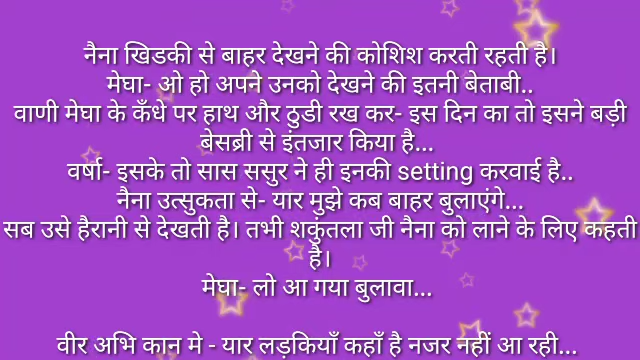 नैना खिडकी से बाहर देखने की कोशिश करती रहती है।
मेघा- ओ हो अपने उनको देखने की इतनी बेताबी..
वाणी मेघा के कँधे पर हाथ और ठुडी रख कर- इस दिन का तो इसने बड़ी
बेसब्री से इंतजार किया है...
वर्षा- इसके तो सास ससुर ने ही इनकी setting करवाई है..
नैना उत्सुकता से- यार मुझे कब बाहर बुलाएंगे...
सब उसे हैरानी से देखती है। तभी शकुंतला जी नैना को लाने के लिए कहती
है।
मेघा- लो आ गया बुलावा...
वीर अभि कान मे - यार लड़कियाँ कहाँ है नजर नहीं आ रही...